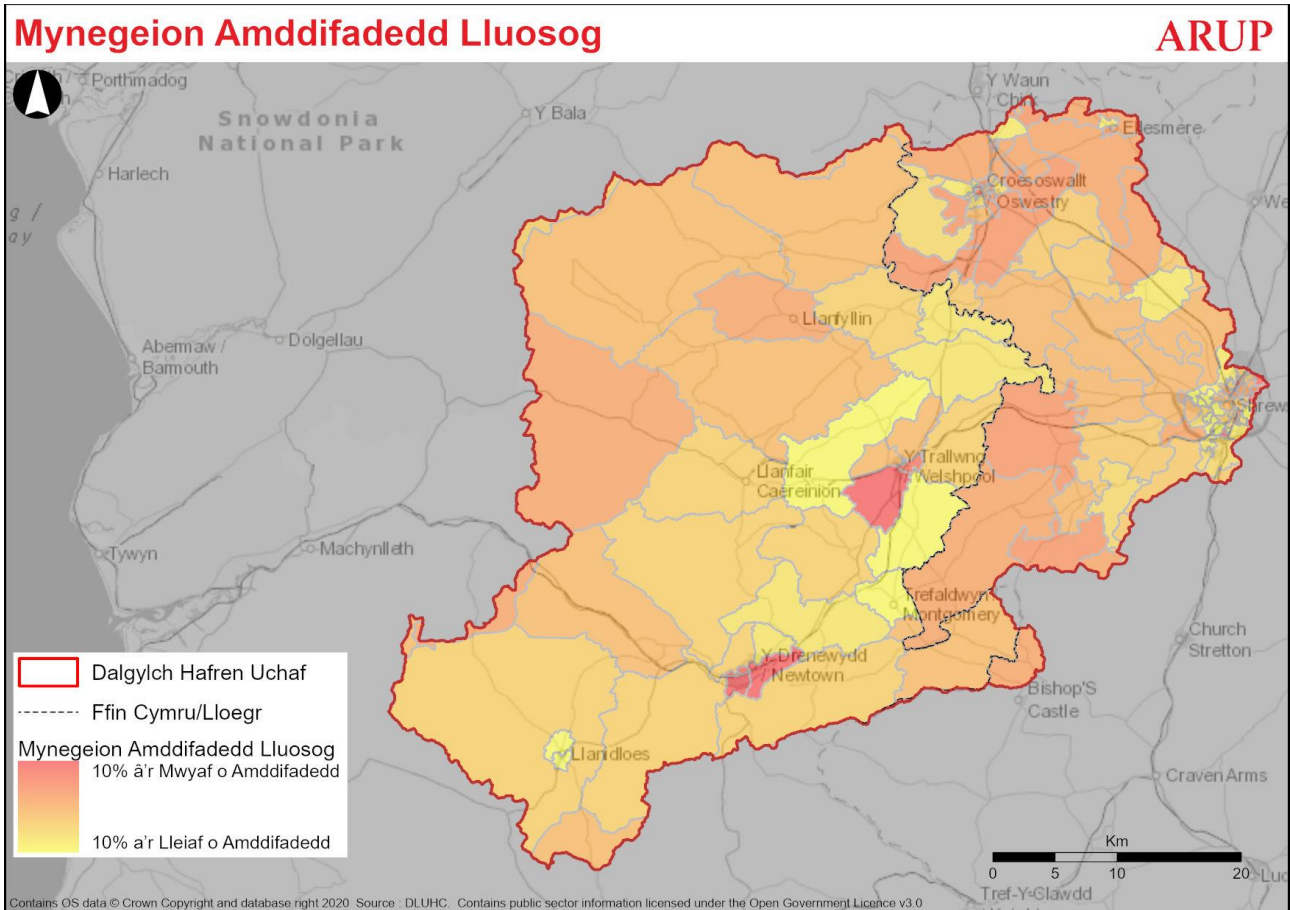 Mynegeion Amddifadedd Lluosog
ARUP
Porthmadog
Y Waun
Chirk
Snowdonia
National Park
Y Bala
Ellesmere
Harlech
Croesoswallt
Oswestry
Llanfyllin
Dolgellau
Abermaw /
Barmouth
Y Trallwng
Welshpool
Llanfair
Caereinion
Machynlleth
Tywyn
Trefaldwyn
Montgomery
Church
Stretton
Y Drenewydd
Newtown
Bishop'S
Castle
Llanidloes
Craven Arms
Dalgylch Hafren Uchaf
Ffin Cymru/Lloegr
Mynegeion Amddifadedd Lluosog
10% â'r Mwyaf o Amddifadedd
10% a'r Lleiaf o Amddifadedd
Km
0 5 10 20
Tref-Y-Clawdd
Contains OS data © Crown Copyright and database right 2020 Source : DLUHC. Contains public sector information licensed under the Open Government Licence v3.0